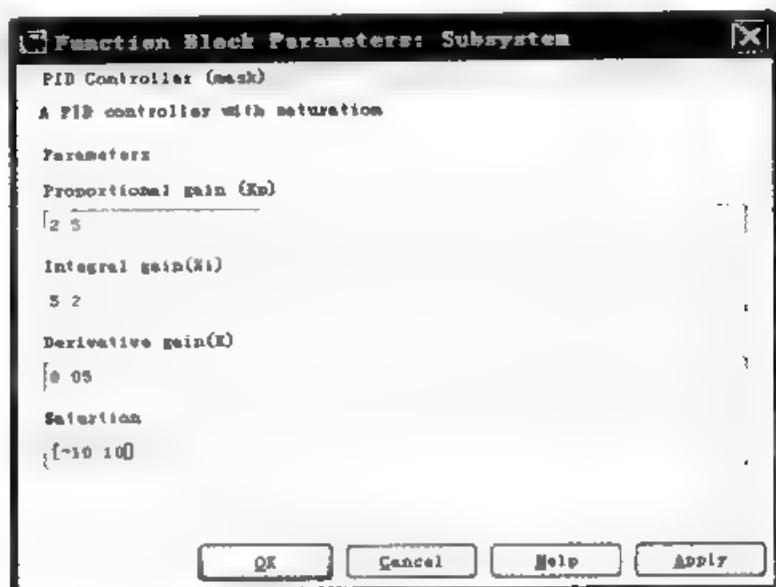 Function Block Parameters: Subsystem
PID Controller (mask)
A PID controller with saturation
Parameters
Proportional gain (Kp)
2 5
Integral gain(Ki)
5 2
Derivative gain(K)
0 05
Saturtion
[-10 10]
OK Cancel Help Apply